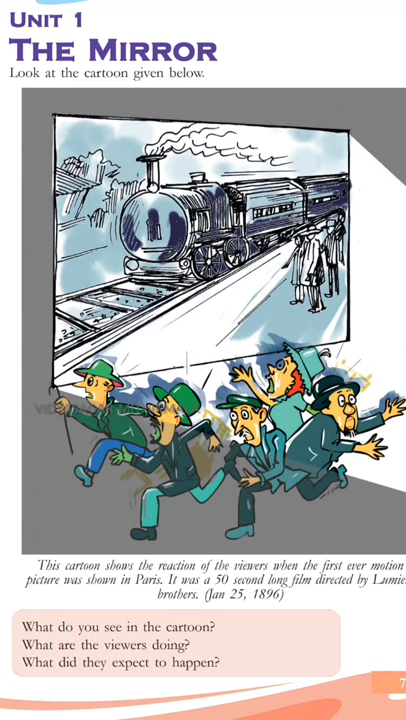 UNIT 1
THE MIRROR
Look at the cartoon given below.
This cartoon shows the reaction of the viewers when the first ever motion
picture was shown in Paris. It was a 50 second long film directed by Lumie
brothers. (Jan 25, 1896)
What do you see in the cartoon?
What are the viewers doing?
What did they expect to happen?
7